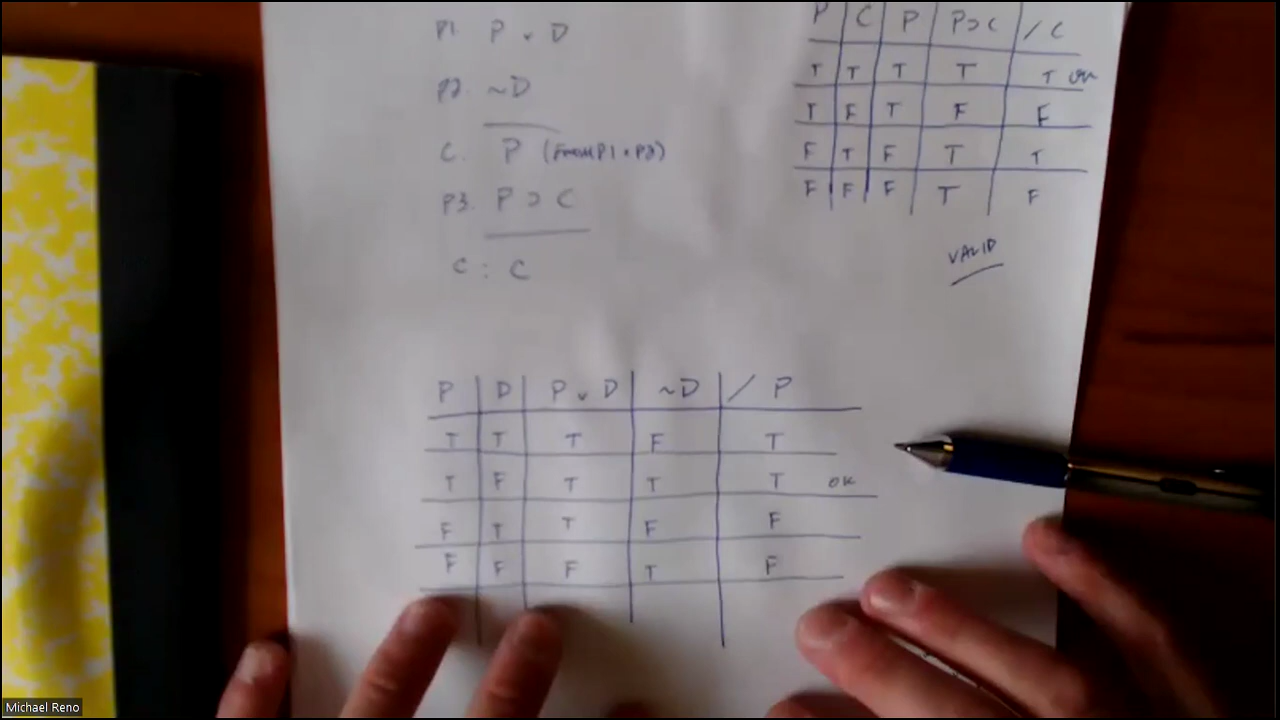 P1. P v D
P2. ~D
C. P (FROM P1 + P2)
P3. P ⊃ C
C: C
P C P P⊃C / C
T T T T T OK
T F T F F
F T F T T
F F F T F
VALID
P D P v D ~D / P
T T T F T
T F T T T OK
F T T F F
F F F T F
Michael Reno